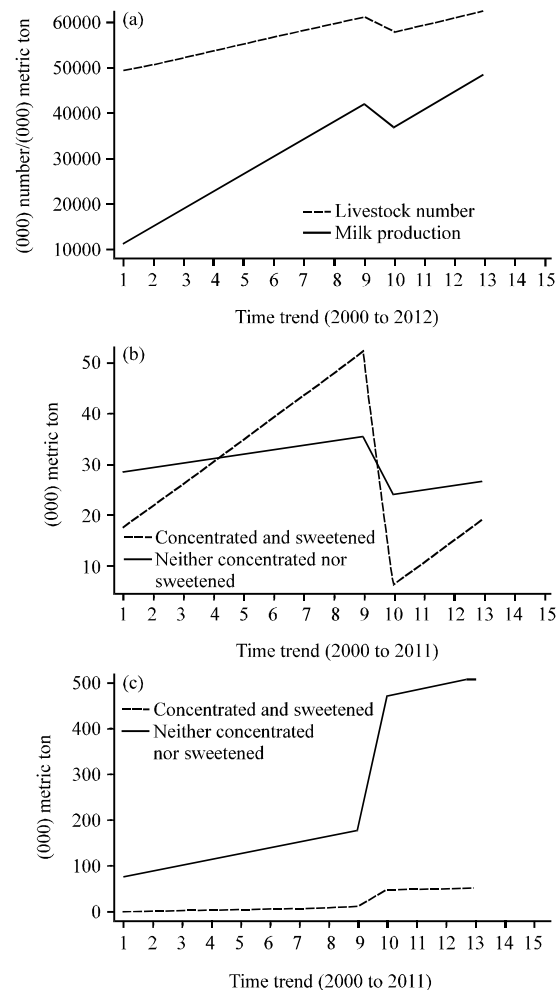 (a)
(000) number/(000) metric ton
60000
50000
40000
30000
20000
10000
Livestock number
Milk production
1 2 3 4 5 6 7 8 9 10 11 12 13 14 15
Time trend (2000 to 2012)
(b)
(000) metric ton
50
40
30
20
10
Concentrated and sweetened
Neither concentrated nor
sweetened
1 2 3 4 5 6 7 8 9 10 11 12 13 14 15
Time trend (2000 to 2011)
(c)
(000) metric ton
500
400
300
200
100
0
Concentrated and sweetened
Neither concentrated
nor sweetened
1 2 3 4 5 6 7 8 9 10 11 12 13 14 15
Time trend (2000 to 2011)